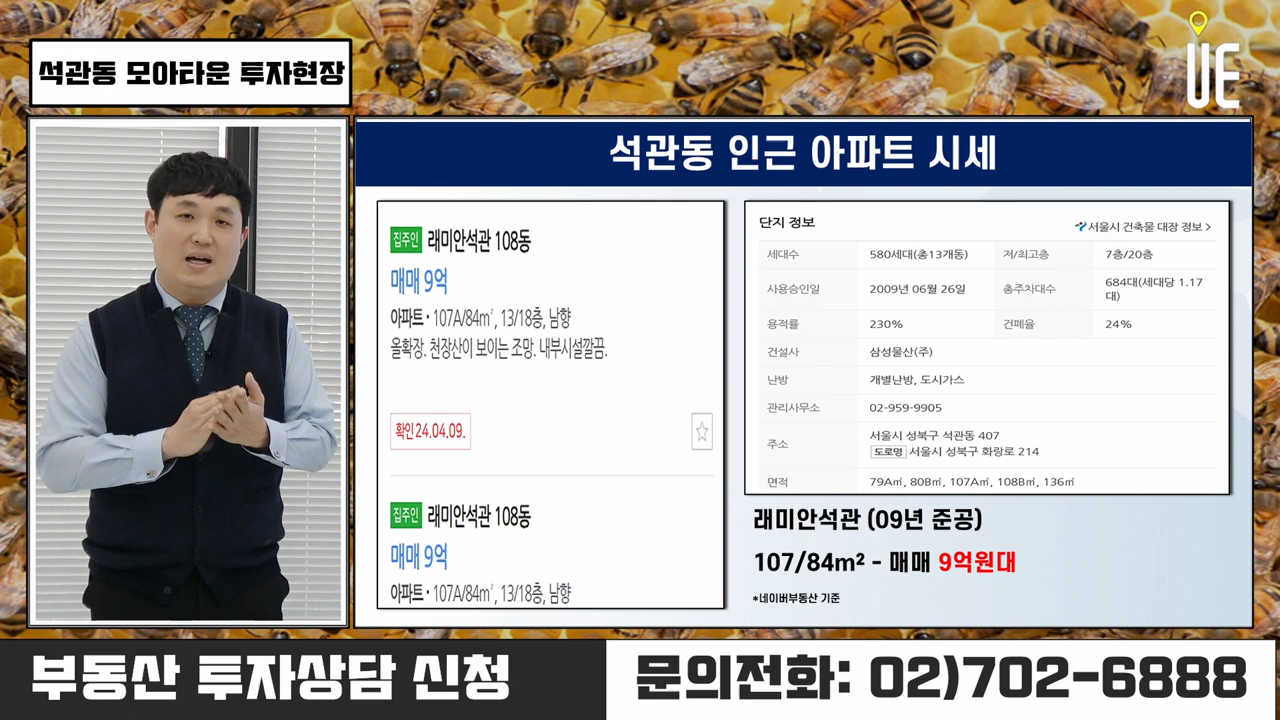 석관동 모아타운 투자현장
UE
석관동 인근 아파트 시세
집주인 래미안석관 108동
매매 9억
아파트 · 107A/84m², 13/18층, 남향
올확장. 천장산이 보이는 조망. 내부시설깔끔.
확인 24.04.09.
집주인 래미안석관 108동
매매 9억
아파트 · 107A/84m², 13/18층, 남향
단지 정보
서울시 건축물 대장 정보 >
세대수 580세대(총13개동) 저/최고층 7층/20층
사용승인일 2009년 06월 26일 총주차대수 684대(세대당 1.17
대)
용적률 230% 건폐율 24%
건설사 삼성물산(주)
난방 개별난방, 도시가스
관리사무소 02-959-9905
주소 서울시 성북구 석관동 407
도로명 서울시 성북구 화랑로 214
면적 79A㎡, 80B㎡, 107A㎡, 108B㎡, 136㎡
래미안석관 (09년 준공)
107/84m² - 매매 9억원대
*네이버부동산 기준
부동산 투자상담 신청
문의전화: 02)702-6888